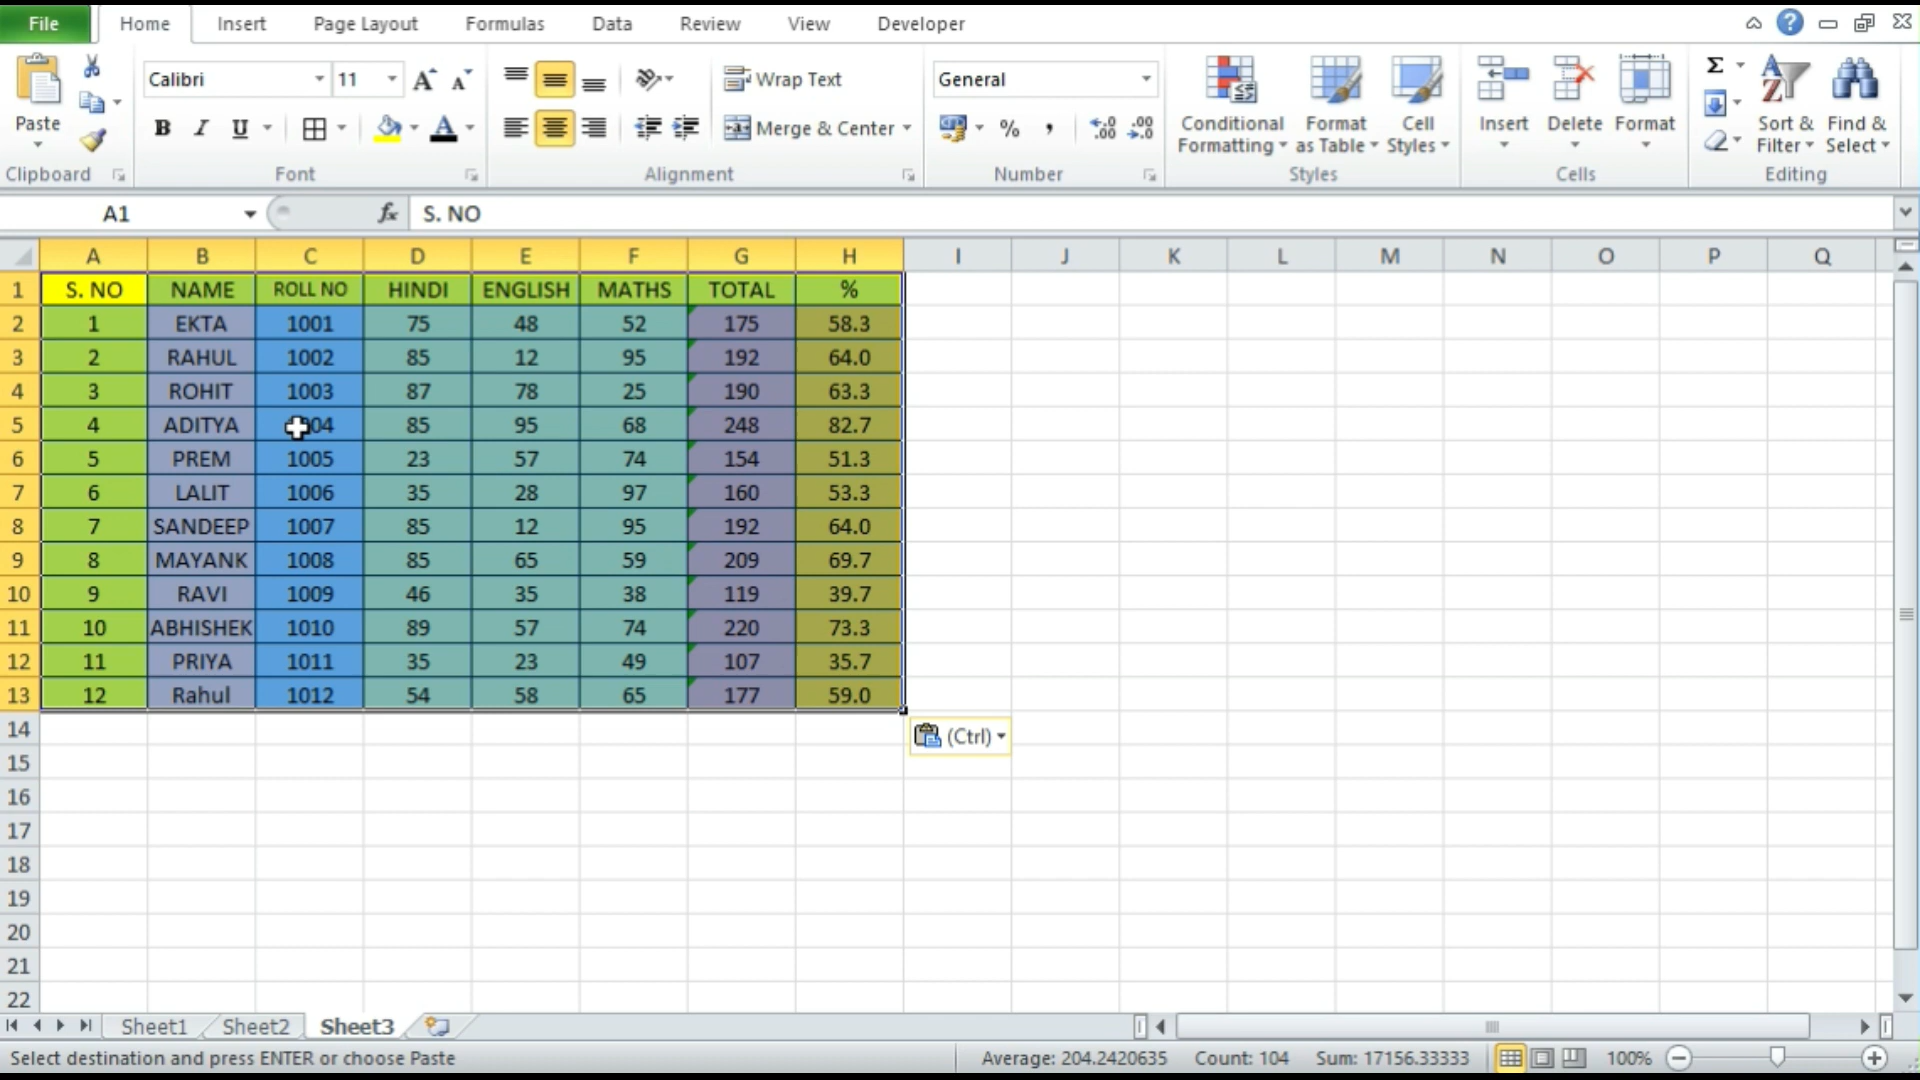 File Home Insert Page Layout Formulas Data Review View Developer
Calibri 11 Wrap Text General
Paste B I U Merge & Center % , Conditional Formatting Format as Table Cell Styles Insert Delete Format Σ Sort & Filter Find & Select
Clipboard Font Alignment Number Styles Cells Editing
A1 fx S. NO
A B C D E F G H I J K L M N O P Q
1 S. NO NAME ROLL NO HINDI ENGLISH MATHS TOTAL %
2 1 EKTA 1001 75 48 52 175 58.3
3 2 RAHUL 1002 85 12 95 192 64.0
4 3 ROHIT 1003 87 78 25 190 63.3
5 4 ADITYA 04 85 95 68 248 82.7
6 5 PREM 1005 23 57 74 154 51.3
7 6 LALIT 1006 35 28 97 160 53.3
8 7 SANDEEP 1007 85 12 95 192 64.0
9 8 MAYANK 1008 85 65 59 209 69.7
10 9 RAVI 1009 46 35 38 119 39.7
11 10 ABHISHEK 1010 89 57 74 220 73.3
12 11 PRIYA 1011 35 23 49 107 35.7
13 12 Rahul 1012 54 58 65 177 59.0
14
(Ctrl)
15
16
17
18
19
20
21
22
Sheet1 Sheet2 Sheet3
Select destination and press ENTER or choose Paste Average: 204.2420635 Count: 104 Sum: 17156.33333 100%